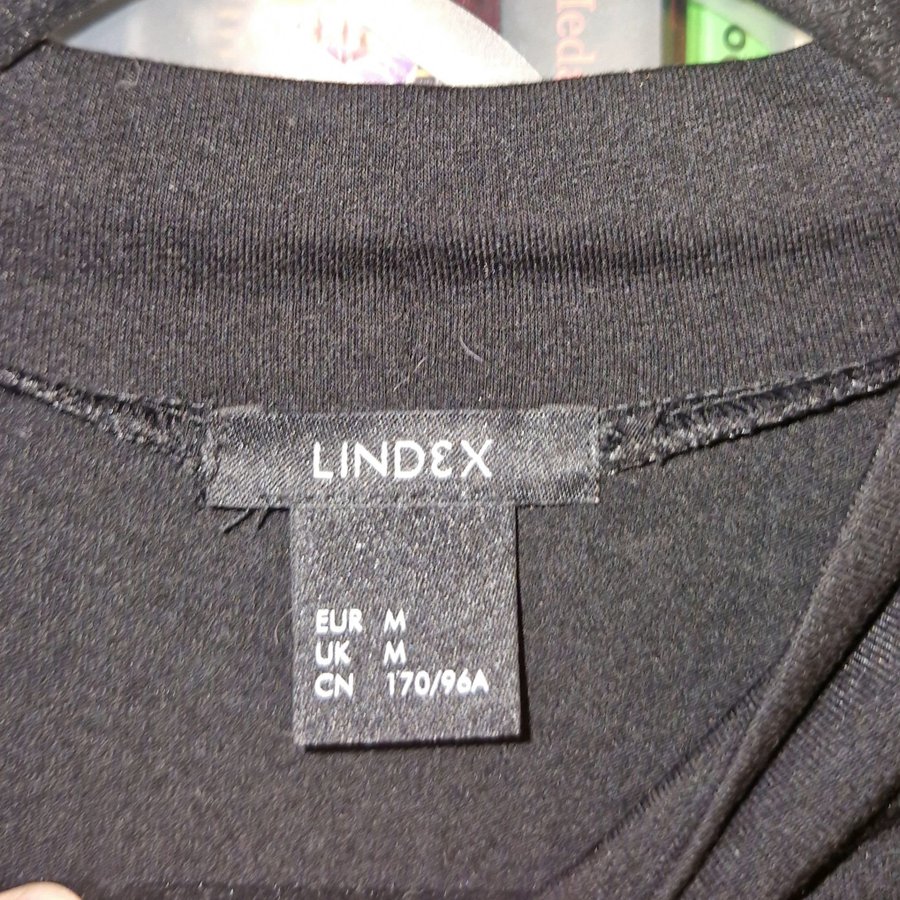 LINDEX
EUR M
UK M
CN 170/96A